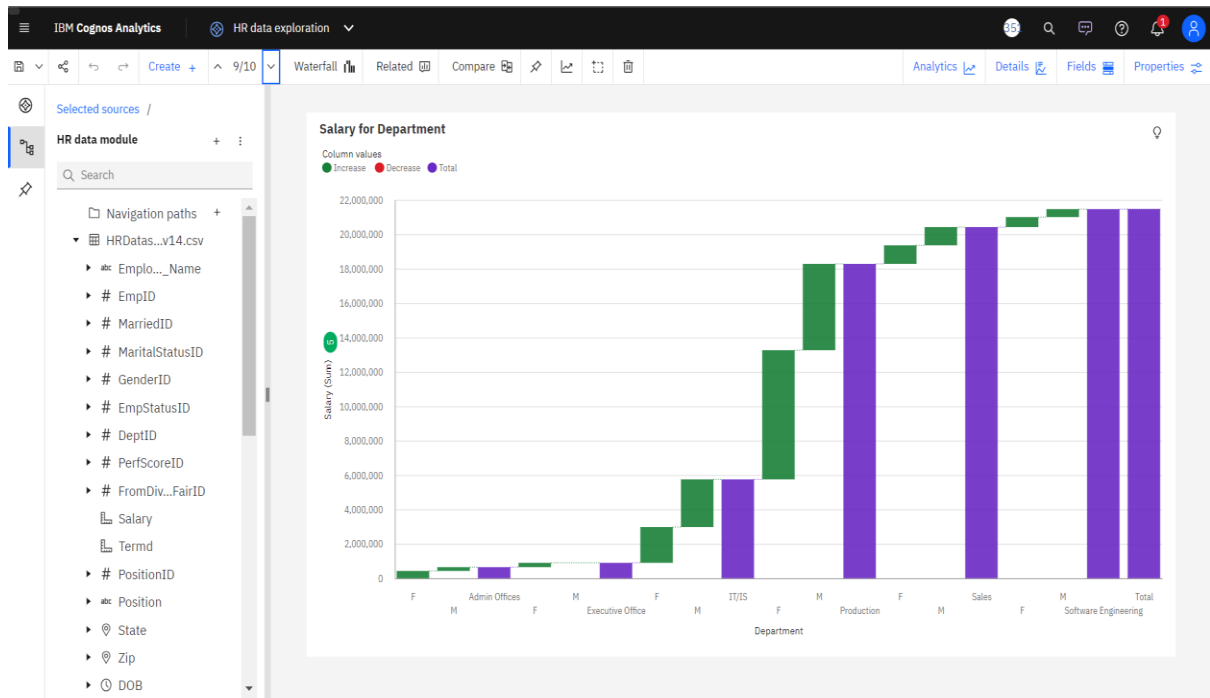 IBM Cognos Analytics
HR data exploration
351
1
Create +
9/10
Waterfall
Related
Compare
Analytics
Details
Fields
Properties
Selected sources /
HR data module
Search
Navigation paths +
HRDatas...v14.csv
abc Emplo..._Name
# EmpID
# MarriedID
# MaritalStatusID
# GenderID
# EmpStatusID
# DeptID
# PerfScoreID
# FromDiv...FairID
Salary
Termd
# PositionID
abc Position
State
Zip
DOB
Salary for Department
Column values
Increase Decrease Total
22,000,000
20,000,000
18,000,000
16,000,000
14,000,000
12,000,000
10,000,000
8,000,000
6,000,000
4,000,000
2,000,000
0
Salary (Sum)
5
F Admin Offices M F IT/IS M F Sales M Total
M F Executive Office M F Production M F Software Engineering
Department